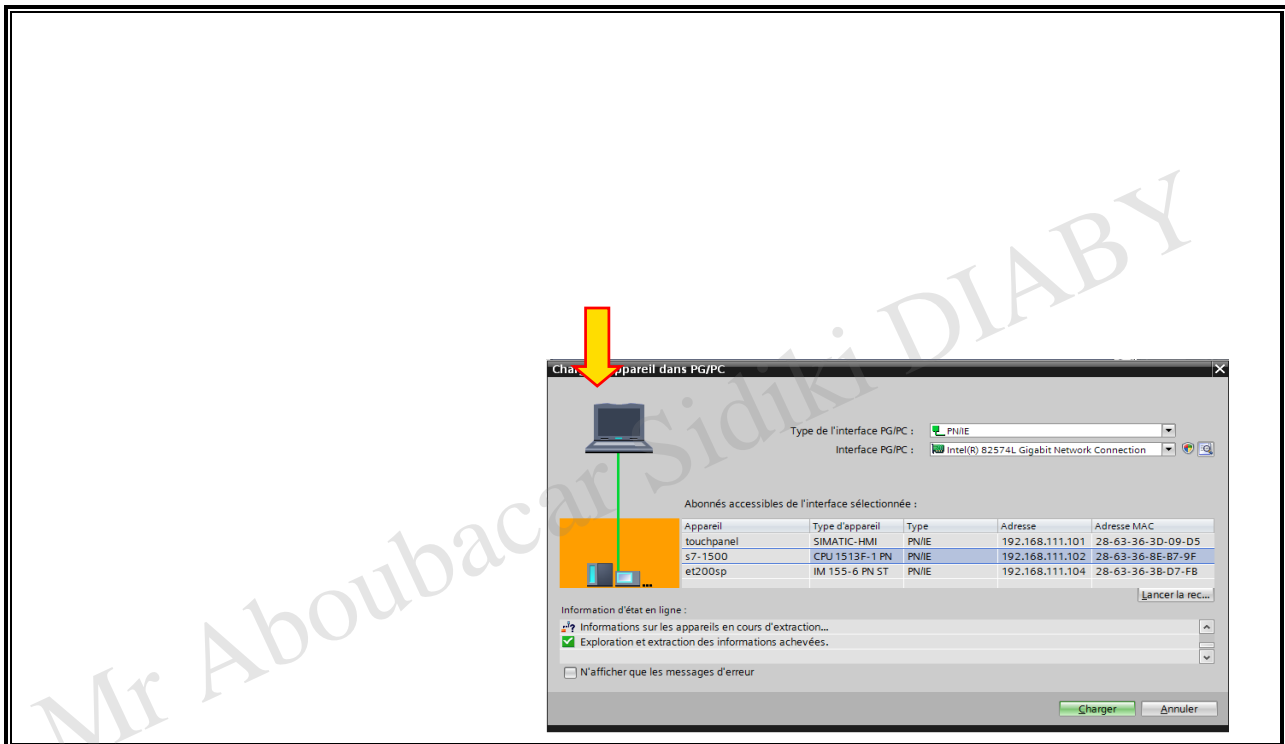 Mr Aboubacar Sidiki DIABY
ppareil dans PG/PC
Type de l'interface PG/PC : PN/IE
Interface PG/PC : Intel(R) 82574L Gigabit Network Connection
Abonnés accessibles de l'interface sélectionnée :
Appareil Type d'appareil Type Adresse Adresse MAC
touchpanel SIMATIC-HMI PN/IE 192.168.111.101 28-63-36-3D-09-D5
s7-1500 CPU 1513F-1 PN PN/IE 192.168.111.102 28-63-36-8E-B7-9F
et200sp IM 155-6 PN ST PN/IE 192.168.111.104 28-63-36-3B-D7-FB
Lancer la rec...
Information d'état en ligne :
Informations sur les appareils en cours d'extraction...
Exploration et extraction des informations achevées.
N'afficher que les messages d'erreur
Charger Annuler